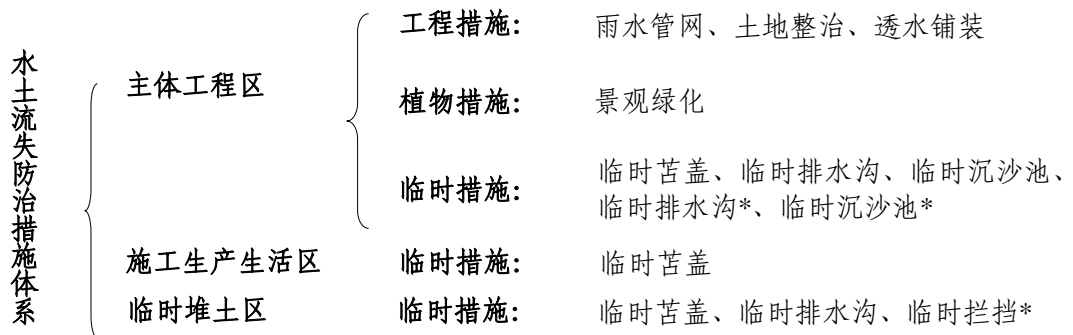 水土流失防治措施体系
主体工程区
工程措施： 雨水管网、土地整治、透水铺装
植物措施： 景观绿化
临时措施： 临时苫盖、临时排水沟、临时沉沙池、
临时排水沟*、临时沉沙池*
施工生产生活区 临时措施： 临时苫盖
临时堆土区 临时措施： 临时苫盖、临时排水沟、临时拦挡*